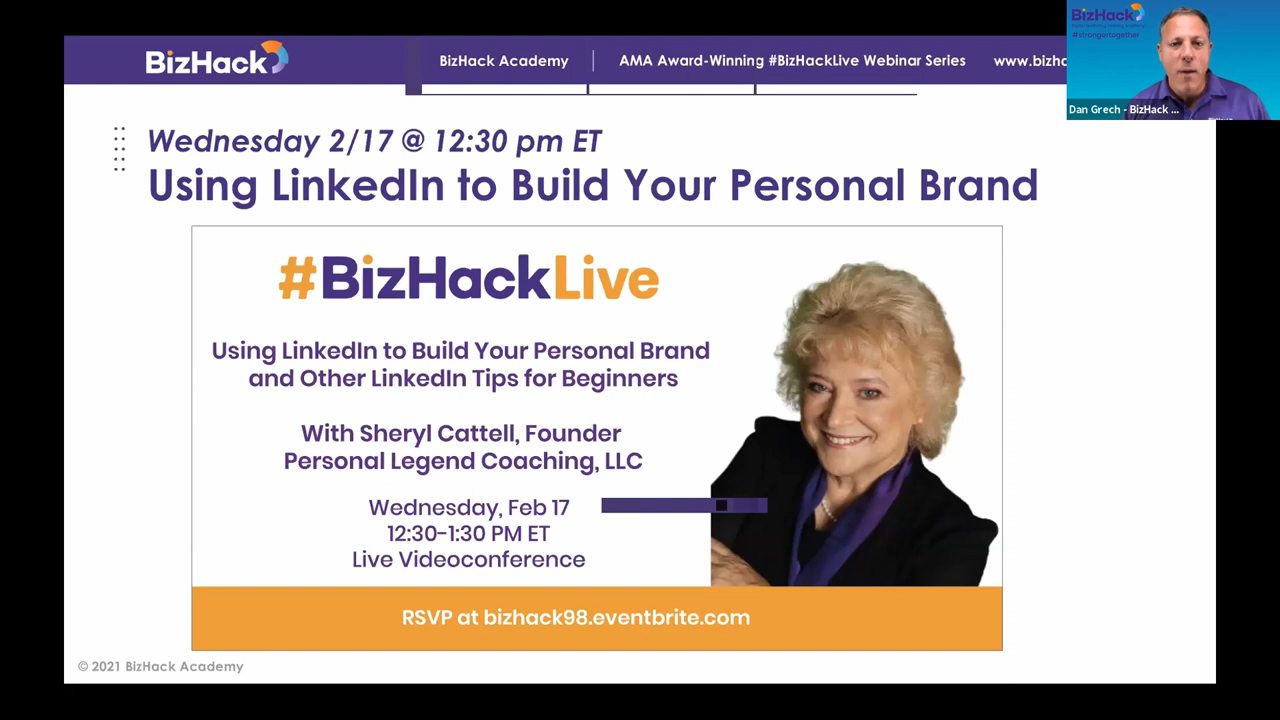 BizHack
BizHack Academy
AMA Award-Winning #BizHackLive Webinar Series
BizHack
#strongertogether
Dan Grech - BizHack ...
Wednesday 2/17 @ 12:30 pm ET
Using LinkedIn to Build Your Personal Brand
#BizHackLive
Using LinkedIn to Build Your Personal Brand
and Other LinkedIn Tips for Beginners
With Sheryl Cattell, Founder
Personal Legend Coaching, LLC
Wednesday, Feb 17
12:30-1:30 PM ET
Live Videoconference
RSVP at bizhack98.eventbrite.com
© 2021 BizHack Academy